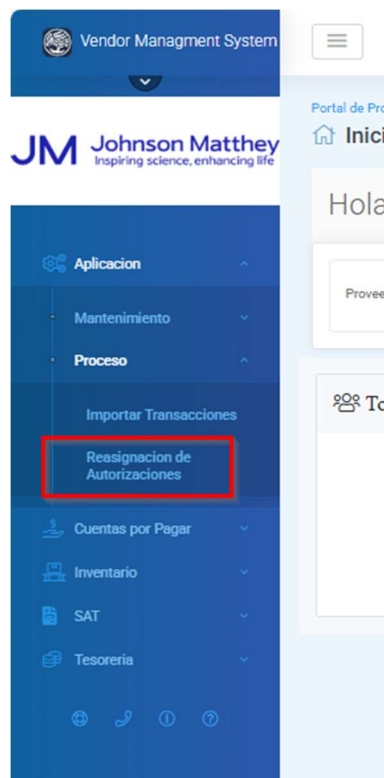 Vendor Managment System
JM Johnson Matthey
Inspiring science, enhancing life
Aplicacion
Mantenimiento
Proceso
Importar Transacciones
Reasignacion de
Autorizaciones
Cuentas por Pagar
Inventario
SAT
Tesoreria
Portal de Pro
Inici
Hola
Provee
To